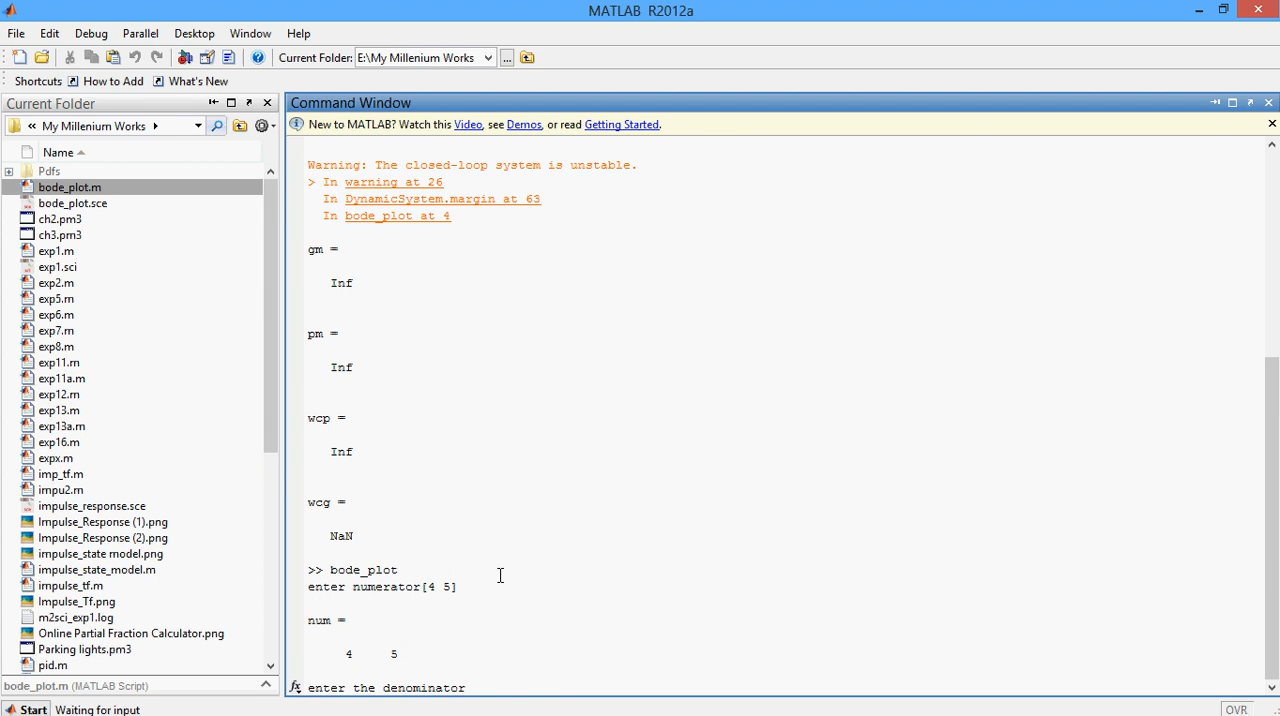 MATLAB R2012a
File Edit Debug Parallel Desktop Window Help
Current Folder: E:\My Millenium Works ...
Shortcuts How to Add What's New
Current Folder
Command Window
« My Millenium Works
New to MATLAB? Watch this Video, see Demos, or read Getting Started.
Name
Pdfs
bode_plot.m
bode_plot.sce
ch2.pm3
ch3.pm3
exp1.m
exp1.sci
exp2.m
exp5.m
exp6.m
exp7.m
exp8.m
exp11.m
exp11a.m
exp12.m
exp13.m
exp13a.m
exp16.m
expx.m
imp_tf.m
impu2.m
impulse_response.sce
Impulse_Response (1).png
Impulse_Response (2).png
impulse_state model.png
impulse_state_model.m
impulse_tf.m
Impulse_Tf.png
m2sci_exp1.log
Online Partial Fraction Calculator.png
Parking lights.pm3
pid.m
bode_plot.m (MATLAB Script)
Warning: The closed-loop system is unstable.
> In warning at 26
In DynamicSystem.margin at 63
In bode_plot at 4
gm =
Inf
pm =
Inf
wcp =
Inf
wcg =
NaN
>> bode_plot
enter numerator[4 5]
num =
4 5
fx enter the denominator
Start Waiting for input
OVR